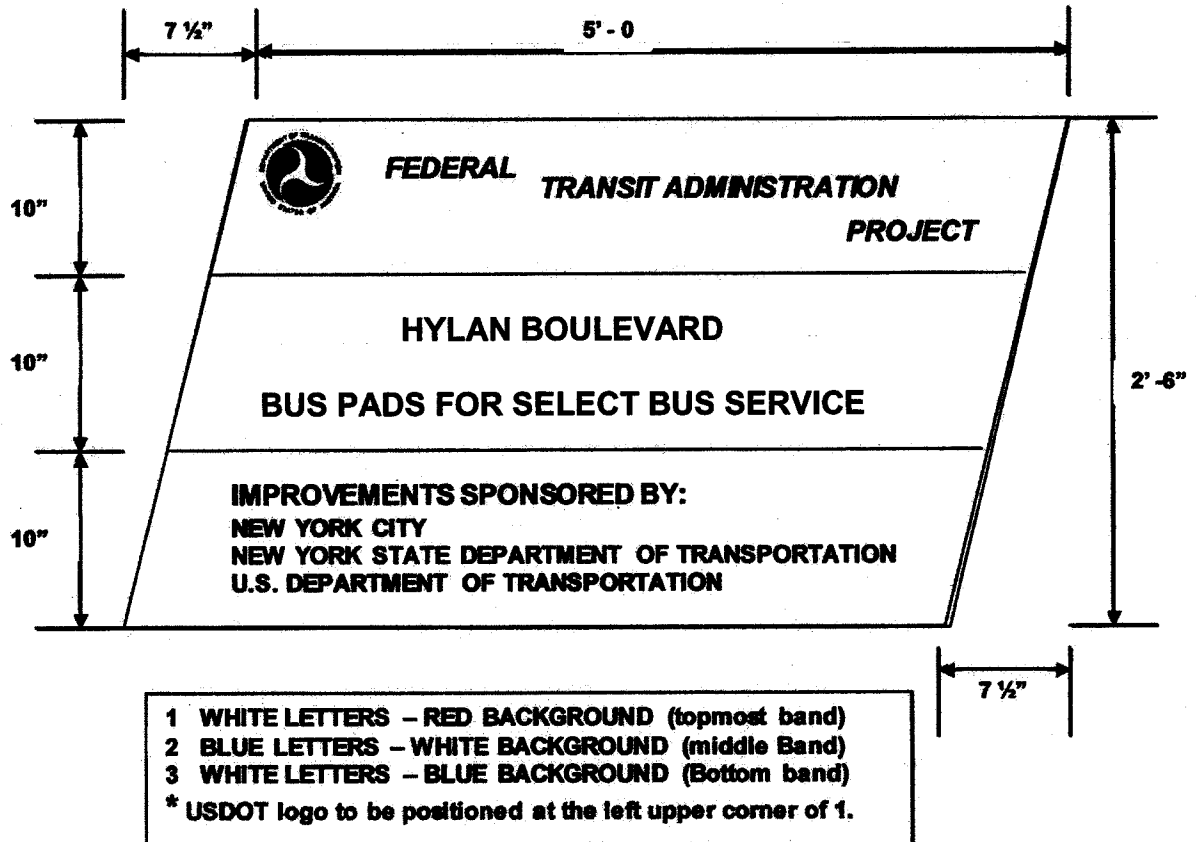 7 ½" 5' - 0
FEDERAL TRANSIT ADMINISTRATION
PROJECT
10"
HYLAN BOULEVARD
10"
2' -6"
BUS PADS FOR SELECT BUS SERVICE
IMPROVEMENTS SPONSORED BY:
NEW YORK CITY
10"
NEW YORK STATE DEPARTMENT OF TRANSPORTATION
U.S. DEPARTMENT OF TRANSPORTATION
7 ½"
1 WHITE LETTERS – RED BACKGROUND (topmost band)
2 BLUE LETTERS – WHITE BACKGROUND (middle Band)
3 WHITE LETTERS – BLUE BACKGROUND (Bottom band)
* USDOT logo to be positioned at the left upper corner of 1.